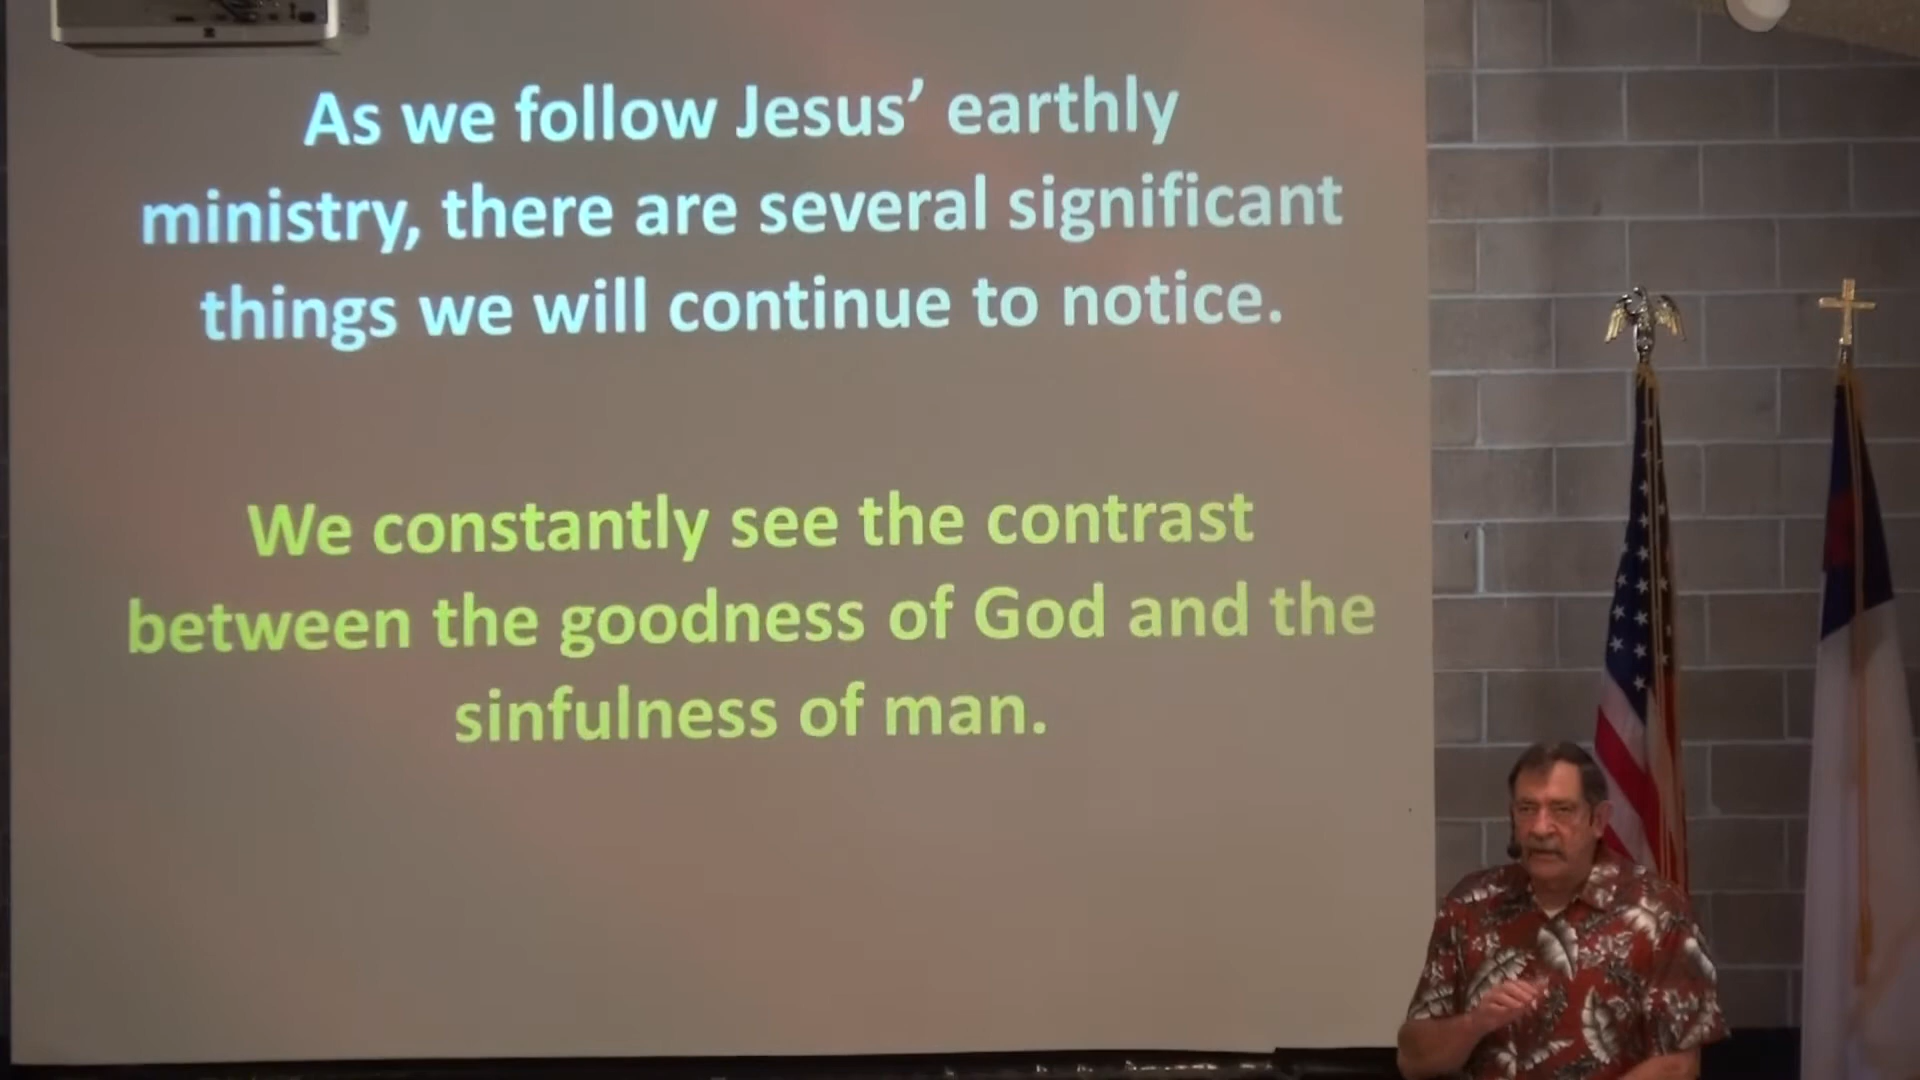 As we follow Jesus’ earthly
ministry, there are several significant
things we will continue to notice.
We constantly see the contrast
between the goodness of God and the
sinfulness of man.